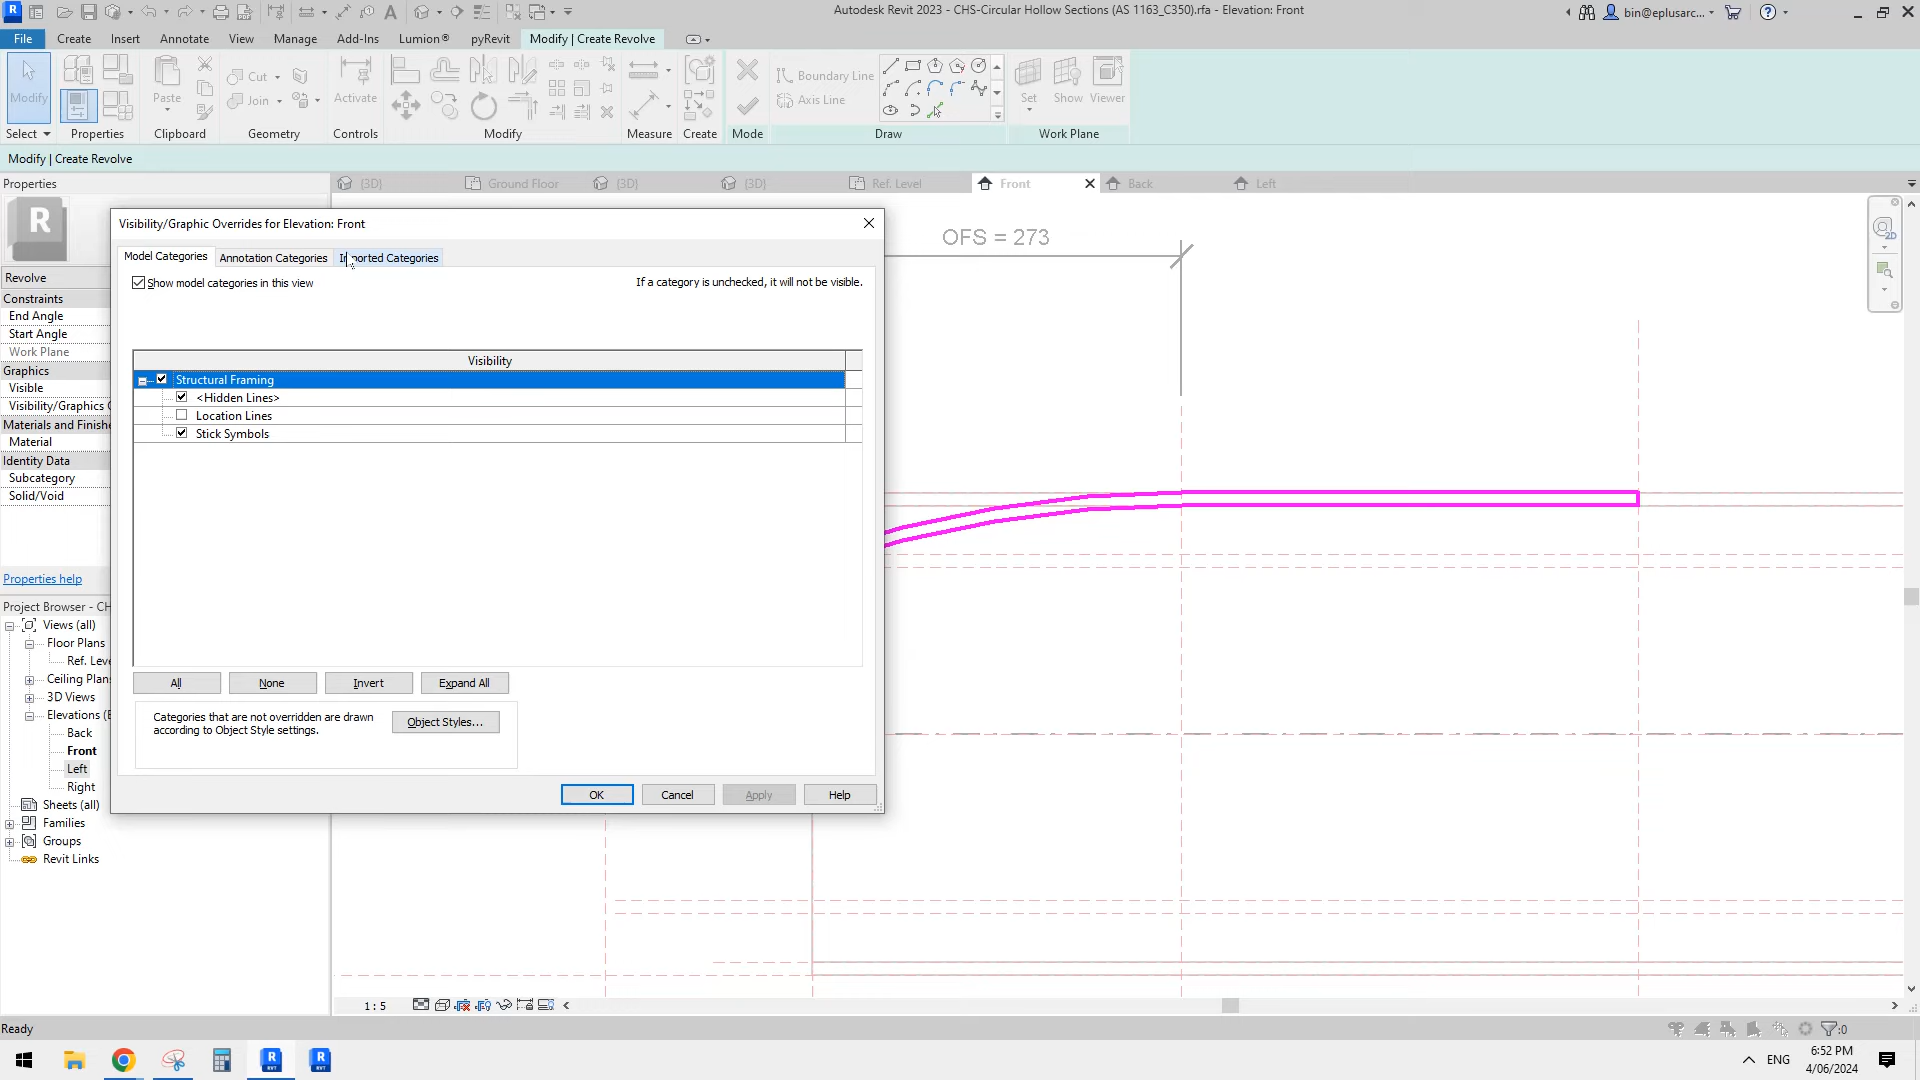 Autodesk Revit 2023 - CHS-Circular Hollow Sections (AS 1163_C350).rfa - Elevation: Front
bin@eplusarc...
File
Create
Insert
Annotate
View
Manage
Add-Ins
Lumion®
pyRevit
Modify | Create Revolve
Modify
Paste
Cut
Join
Activate
Boundary Line
Axis Line
Set
Show
Viewer
Select
Properties
Clipboard
Geometry
Controls
Modify
Measure
Create
Mode
Draw
Work Plane
Modify | Create Revolve
Properties
{3D}
Ground Floor
{3D}
{3D}
Ref. Level
Front
Back
Left
R
Revolve
Constraints
End Angle
Start Angle
Work Plane
Graphics
Visible
Visibility/Graphics
Materials and Finishe
Material
Identity Data
Subcategory
Solid/Void
Properties help
Project Browser - CH
Views (all)
Floor Plans
Ref. Leve
Ceiling Plan
3D Views
Elevations (
Back
Front
Left
Right
Sheets (all)
Families
Groups
Revit Links
Visibility/Graphic Overrides for Elevation: Front
Model Categories
Annotation Categories
Imported Categories
Show model categories in this view
If a category is unchecked, it will not be visible.
Visibility
Structural Framing
<Hidden Lines>
Location Lines
Stick Symbols
All
None
Invert
Expand All
Categories that are not overridden are drawn
according to Object Style settings.
Object Styles...
OK
Cancel
Apply
Help
OFS = 273
2D
1 : 5
Ready
:0
ENG
6:52 PM
4/06/2024